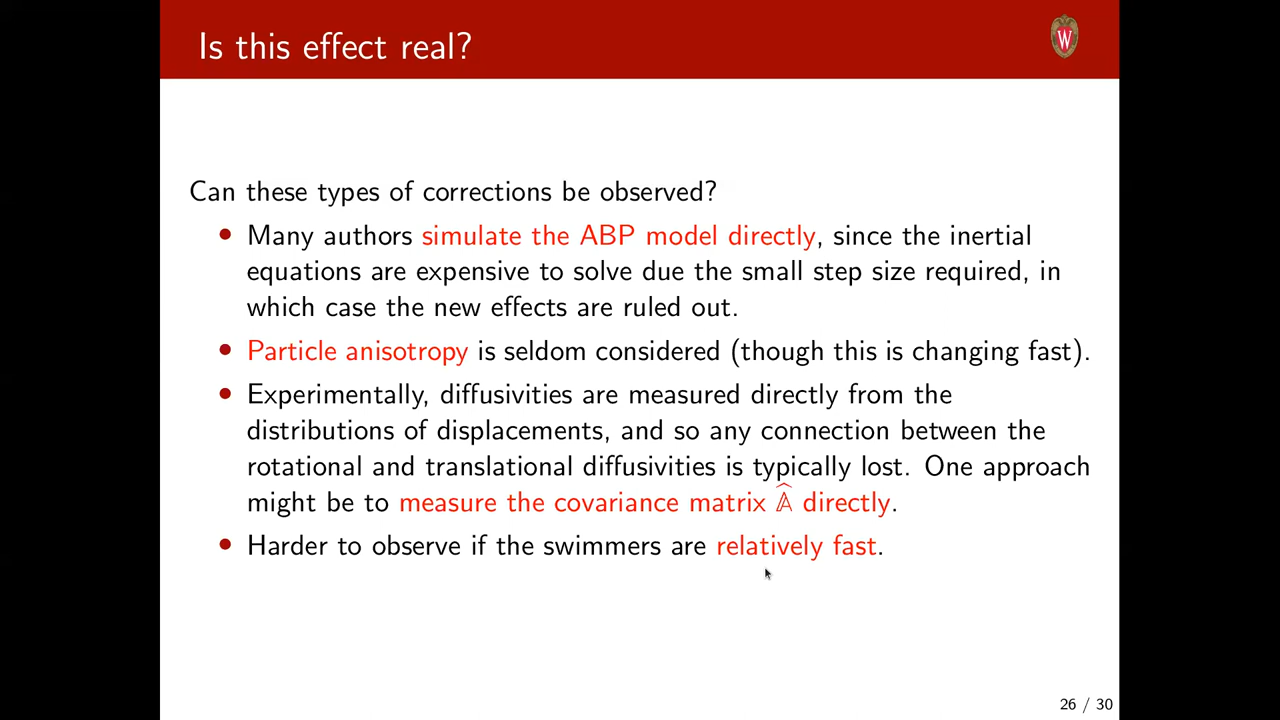 Is this effect real?
W
Can these types of corrections be observed?
• Many authors simulate the ABP model directly, since the inertial
equations are expensive to solve due the small step size required, in
which case the new effects are ruled out.
• Particle anisotropy is seldom considered (though this is changing fast).
• Experimentally, diffusivities are measured directly from the
distributions of displacements, and so any connection between the
rotational and translational diffusivities is typically lost. One approach
might be to measure the covariance matrix 𝔸̂ directly.
• Harder to observe if the swimmers are relatively fast.
26 / 30